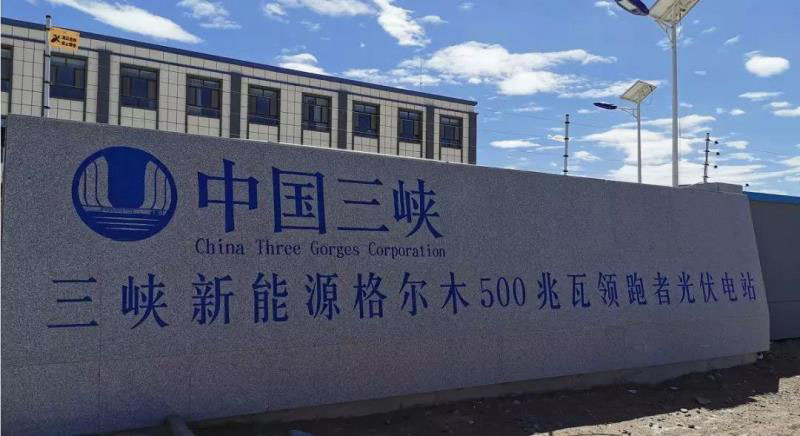 中国三峡
China Three Gorges Corporation
三峡新能源格尔木500兆瓦领跑者光伏电站